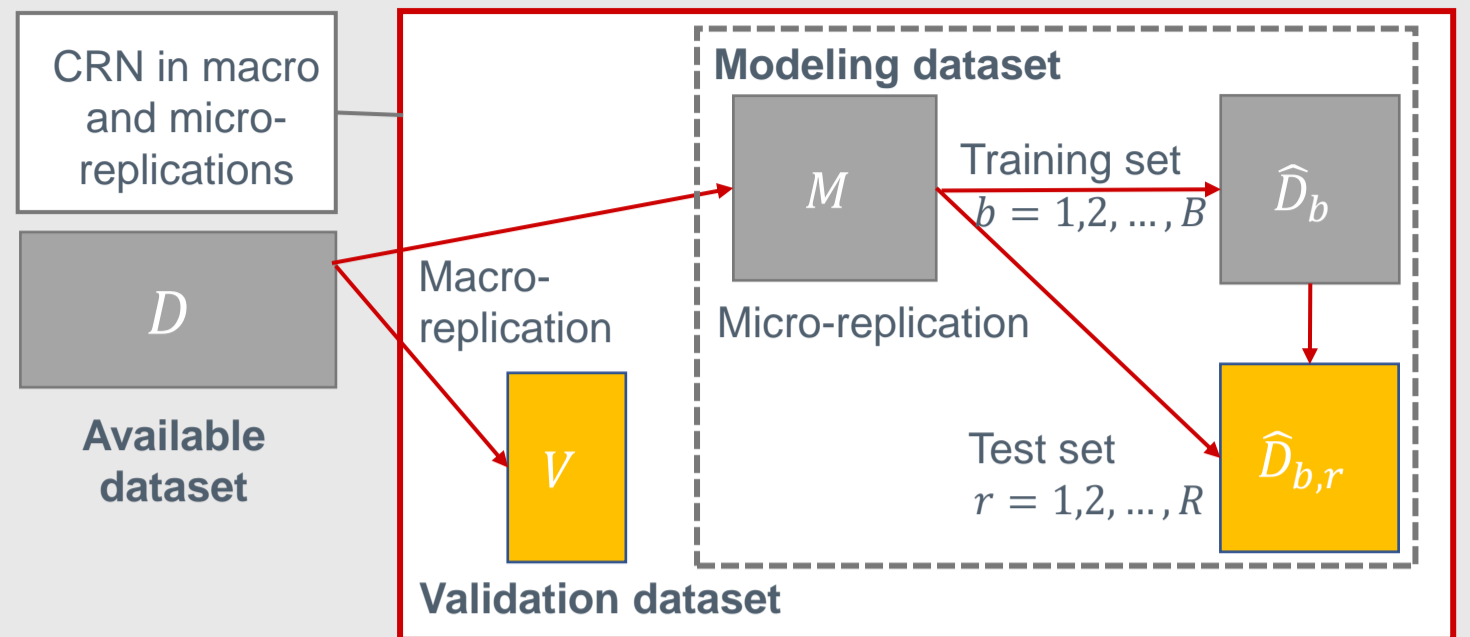 CRN in macro
and micro-
replications
D
Available
dataset
Macro-
replication
V
Validation dataset
Modeling dataset
M
Micro-replication
Training set
b = 1,2, … , B
D̂_b
Test set
r = 1,2, … , R
D̂_{b,r}